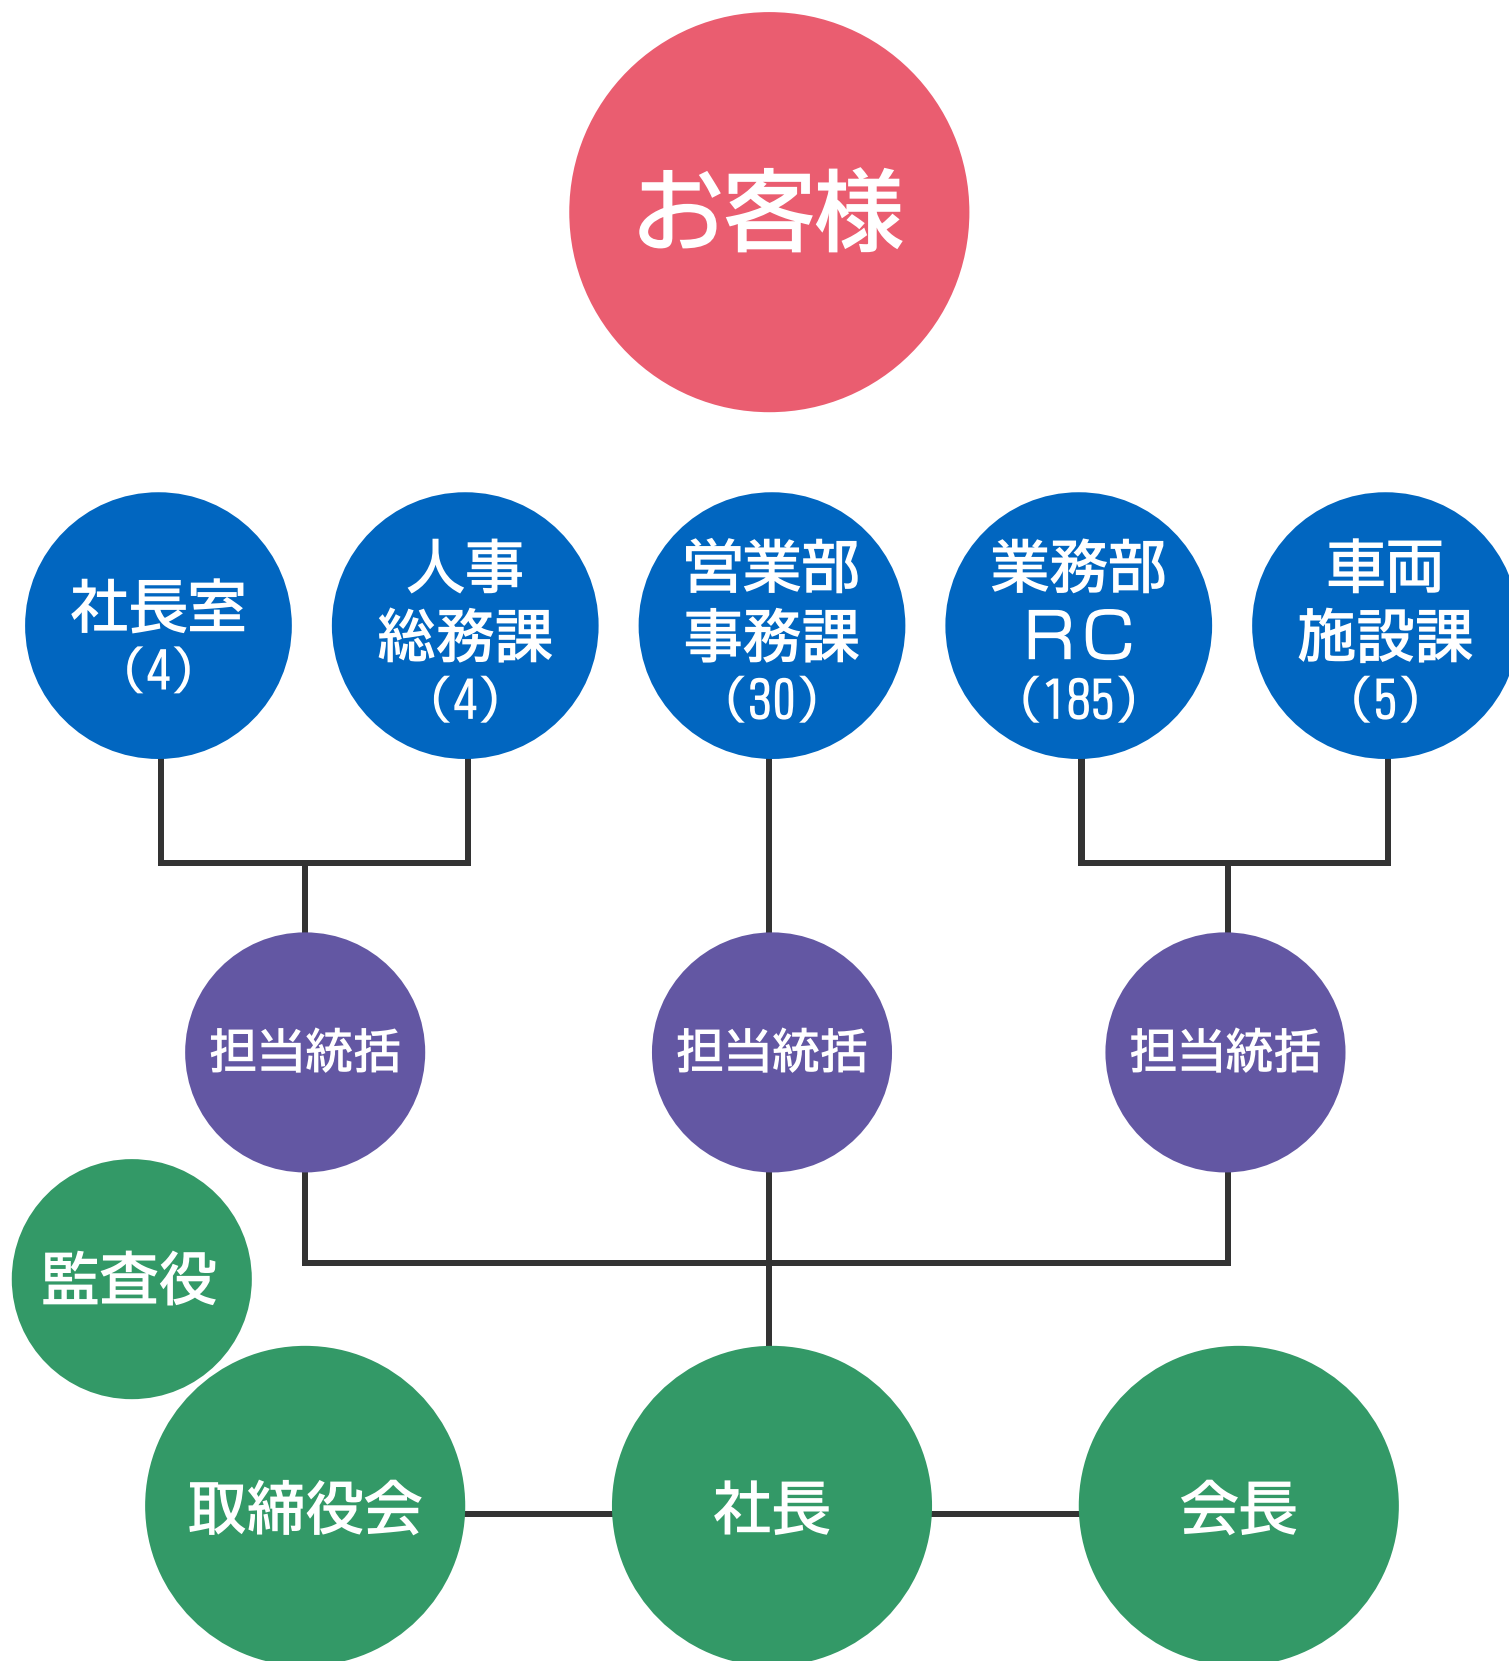 お客様
社長室
（4）
人事
総務課
（4）
営業部
事務課
（30）
業務部
ＲＣ
（185）
車両
施設課
（5）
担当統括
担当統括
担当統括
監査役
取締役会
社長
会長